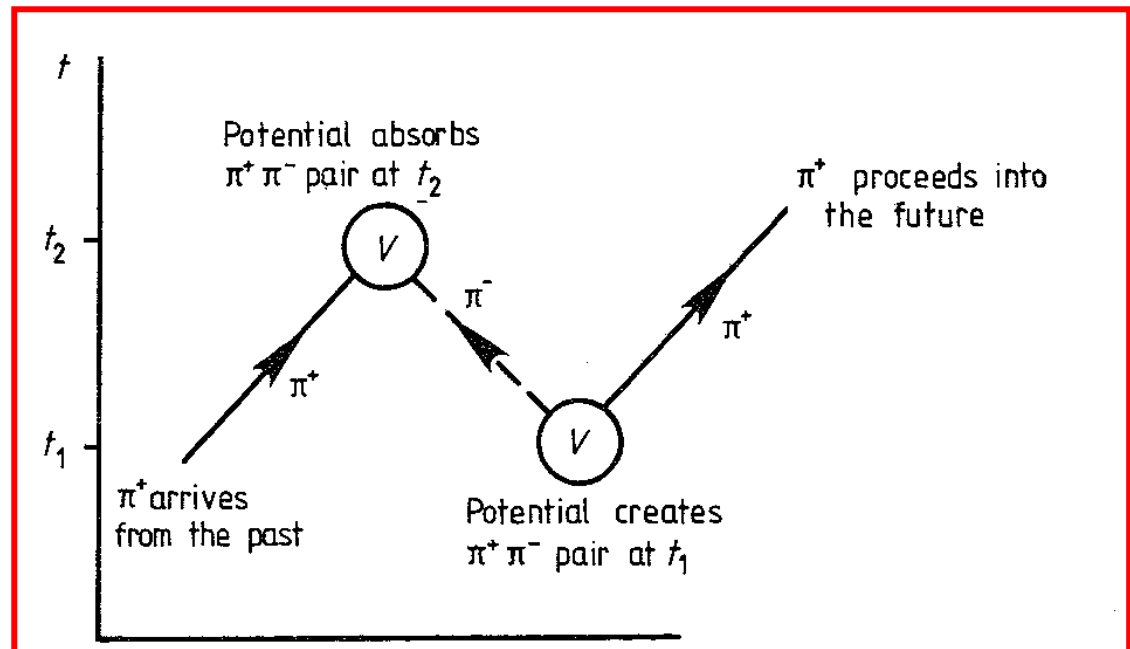 t
Potential absorbs
π⁺ π⁻ pair at t₂
π⁺ proceeds into
the future
t₂
V
π⁻
π⁺
π⁺
t₁
V
π⁺ arrives
from the past
Potential creates
π⁺ π⁻ pair at t₁